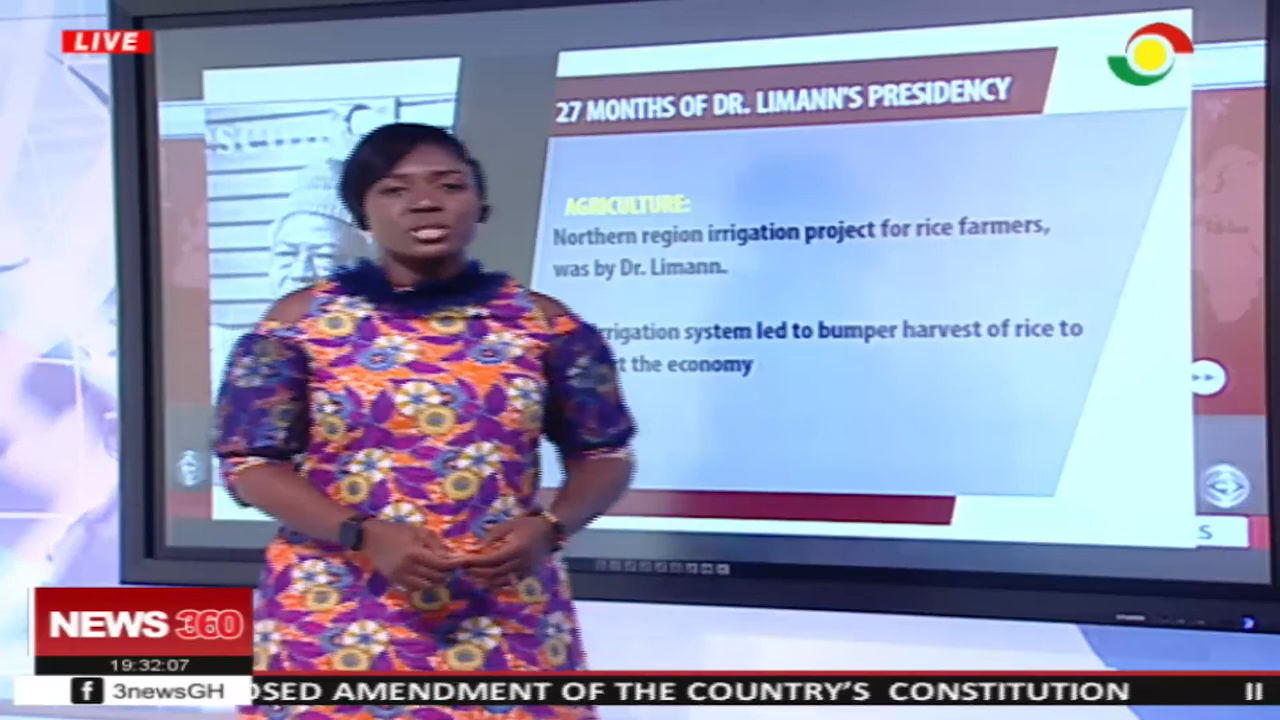 LIVE
27 MONTHS OF DR. LIMANN'S PRESIDENCY
AGRICULTURE:
Northern region irrigation project for rice farmers,
was by Dr. Limann.
rrigation system led to bumper harvest of rice to
t the economy
S
NEWS 360
19:32:07
f 3newsGH
OSED AMENDMENT OF THE COUNTRY'S CONSTITUTION